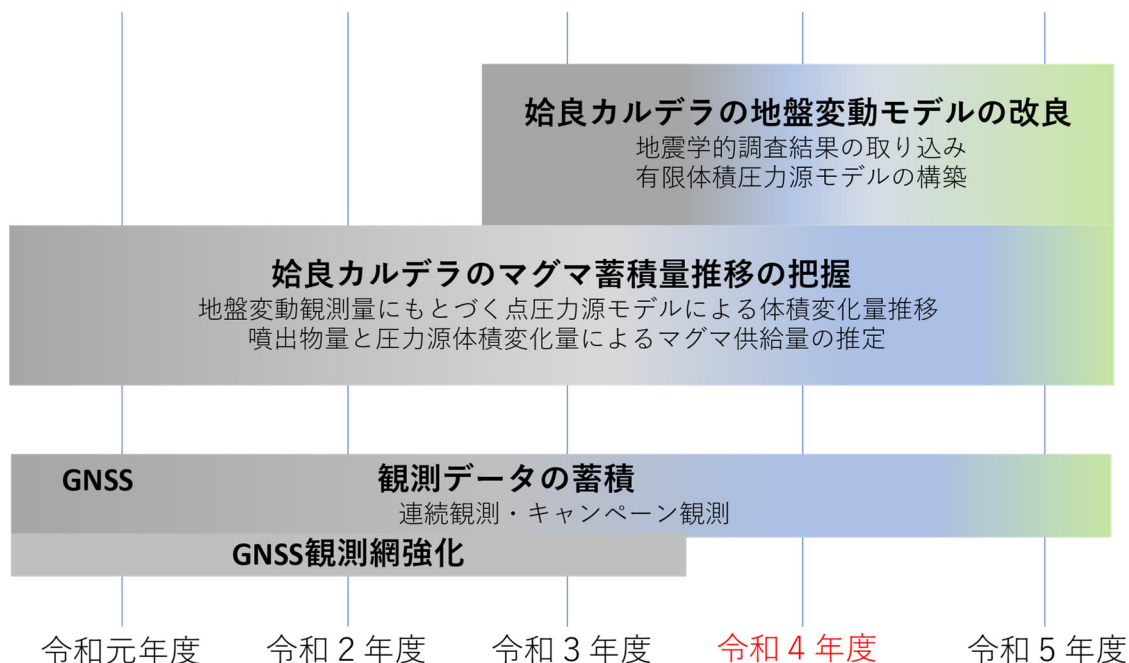 姶良カルデラの地盤変動モデルの改良
地震学的調査結果の取り込み
有限体積圧力源モデルの構築
姶良カルデラのマグマ蓄積量推移の把握
地盤変動観測量にもとづく点圧力源モデルによる体積変化量推移
噴出物量と圧力源体積変化量によるマグマ供給量の推定
GNSS 観測データの蓄積
連続観測・キャンペーン観測
GNSS観測網強化
令和元年度 令和２年度 令和３年度 令和４年度 令和５年度